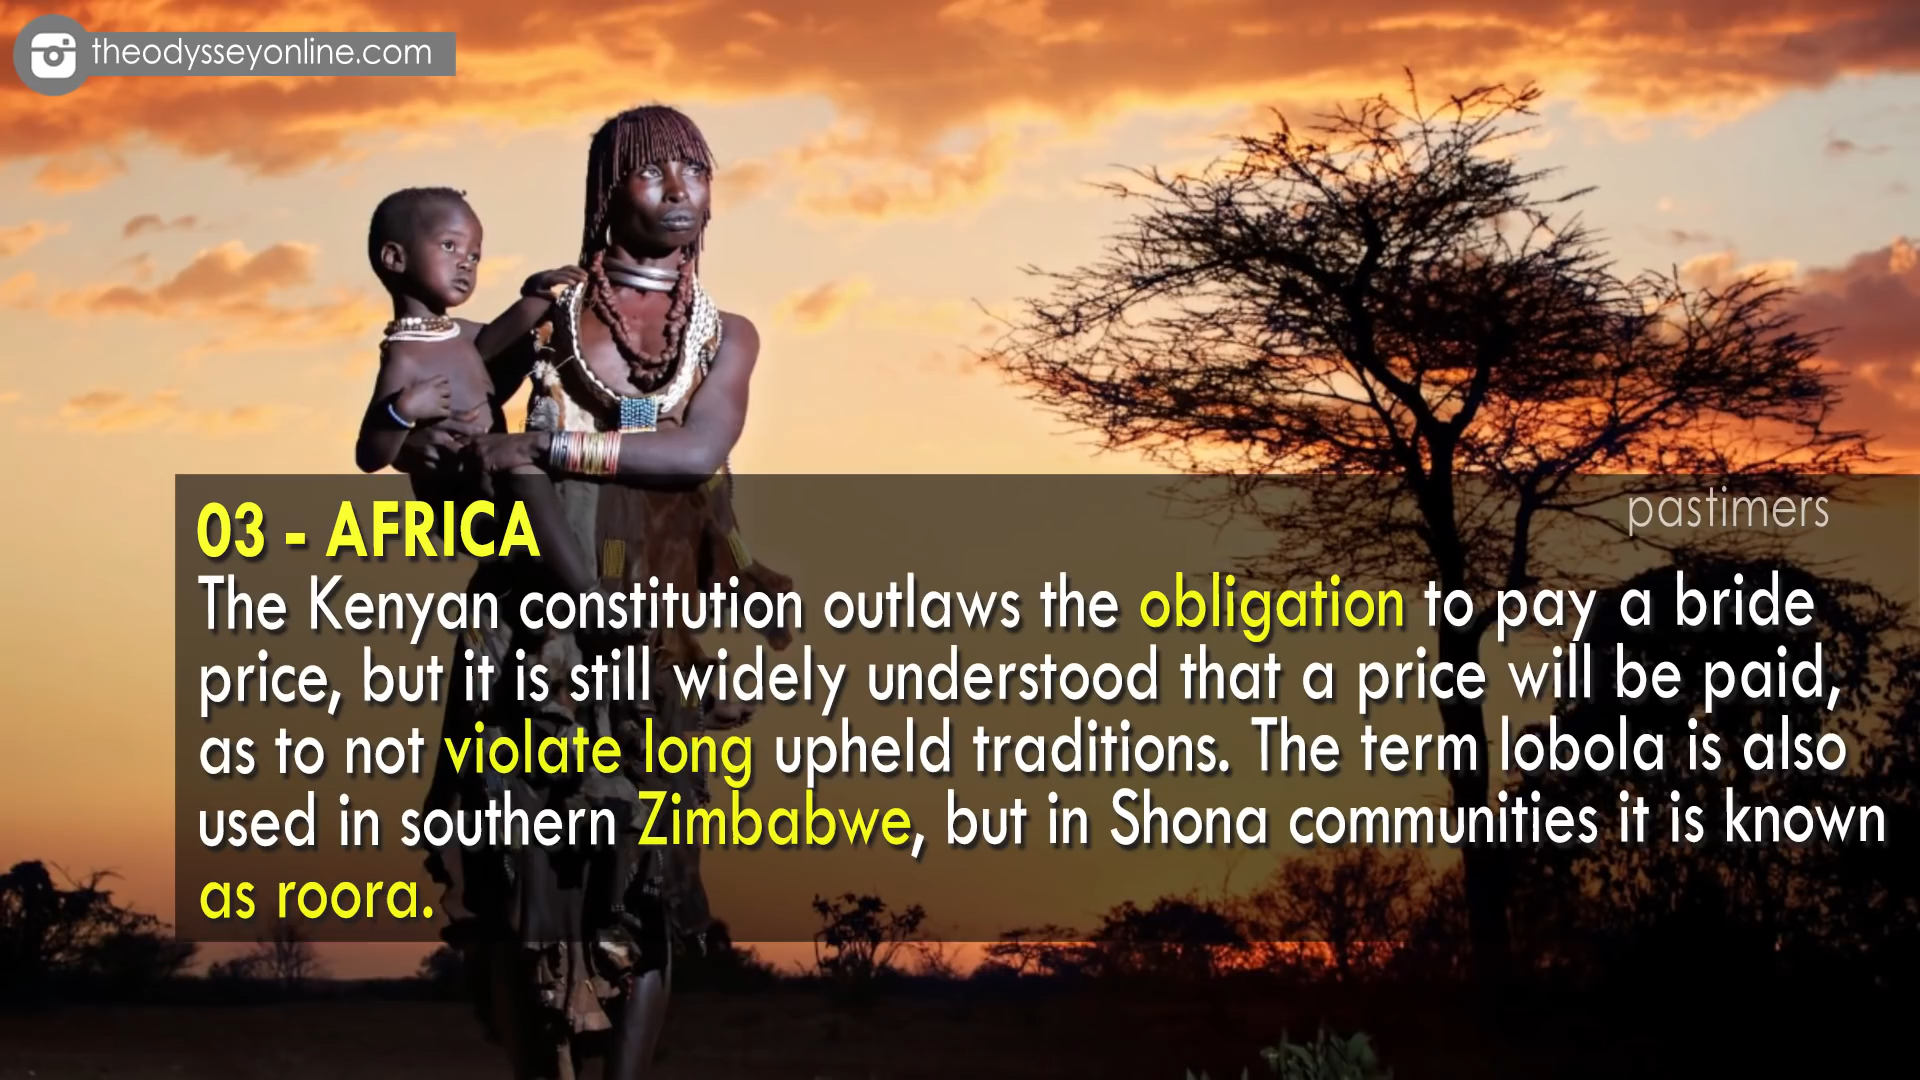 theodysseyonline.com
03 - AFRICA
pastimers
The Kenyan constitution outlaws the obligation to pay a bride
price, but it is still widely understood that a price will be paid,
as to not violate long upheld traditions. The term lobola is also
used in southern Zimbabwe, but in Shona communities it is known
as roora.